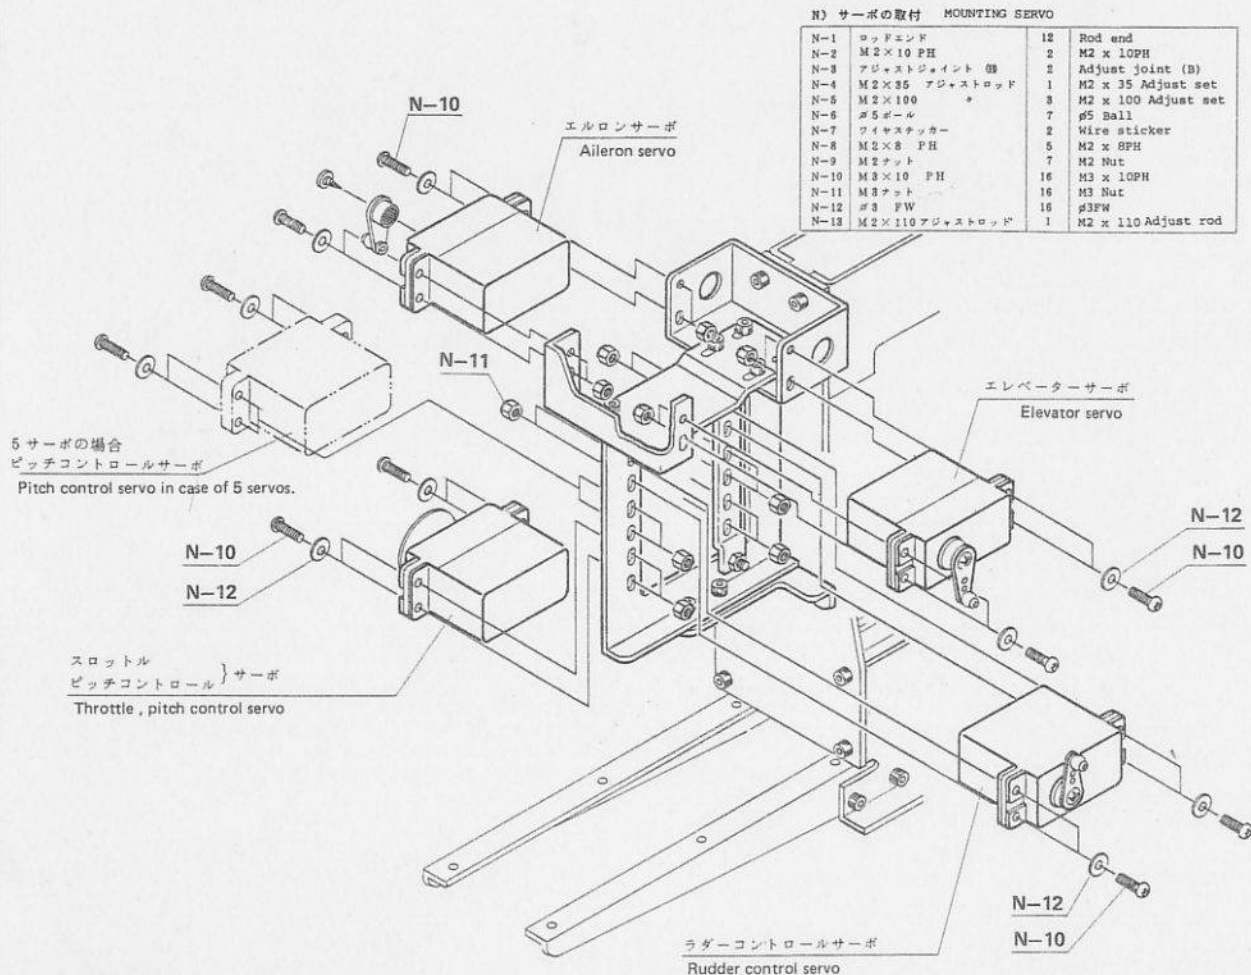 N) サーボの取付 MOUNTING SERVO
N-1 ロッドエンド 12 Rod end
N-2 M2×10 PH 2 M2 x 10PH
N-3 アジャストジョイント (B) 2 Adjust joint (B)
N-4 M2×35 アジャストロッド 1 M2 x 35 Adjust set
N-5 M2×100 〃 3 M2 x 100 Adjust set
N-6 ø5ボール 7 ø5 Ball
N-7 ワイヤステッカー 2 Wire sticker
N-8 M2×8 PH 5 M2 x 8PH
N-9 M2ナット 7 M2 Nut
N-10 M3×10 PH 16 M3 x 10PH
N-11 M3ナット 16 M3 Nut
N-12 ø3 FW 16 ø3FW
N-13 M2×110アジャストロッド 1 M2 x 110 Adjust rod
N-10
エルロンサーボ
Aileron servo
N-11
エレベーターサーボ
Elevator servo
5サーボの場合
ピッチコントロールサーボ
Pitch control servo in case of 5 servos.
N-12
N-10
N-10
N-12
スロットル
ピッチコントロール}サーボ
Throttle , pitch control servo
N-12
N-10
ラダーコントロールサーボ
Rudder control servo